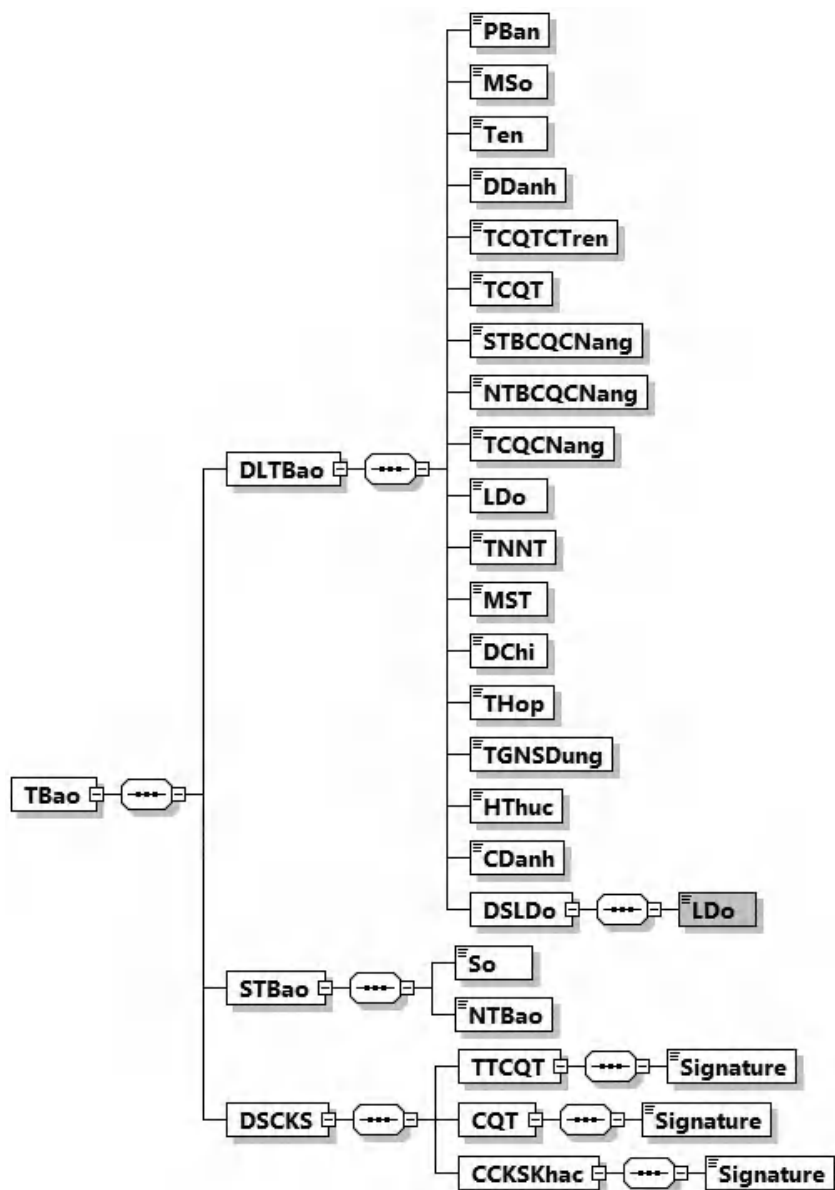 PBan
MSo
Ten
DDanh
TCQTCTren
TCQT
STBCQCNang
NTBCQCNang
TCQCNang
DLTBao
LDo
TNNT
MST
DChi
THop
TGNSDung
TBao
HThuc
CDanh
DSLDo LDo
So
STBao
NTBao
TTCQT Signature
DSCKS CQT Signature
CCKSKhac Signature